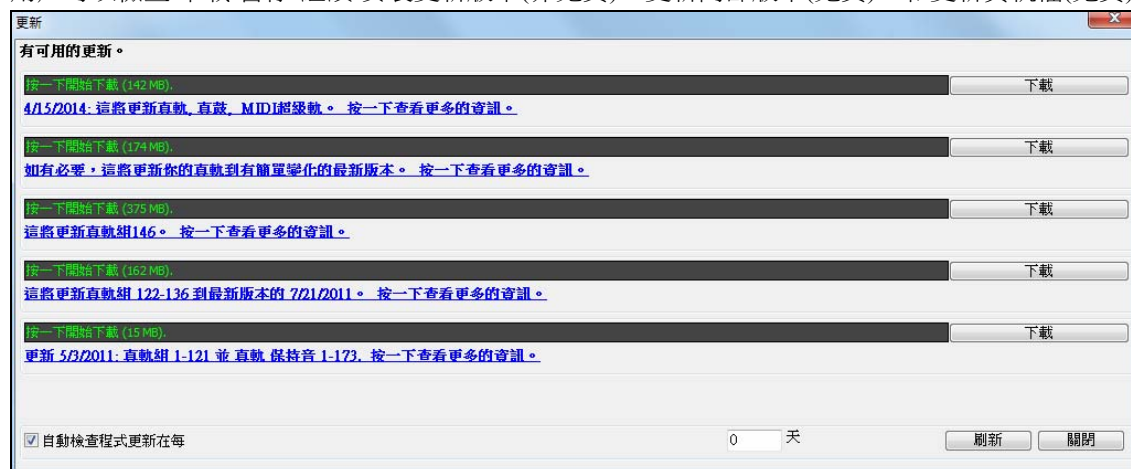 更新
有可用的更新。
按一下開始下載 (142 MB). 下載
4/15/2014: 這將更新真軌, 真鼓, MIDI超級軌。 按一下查看更多的資訊。
按一下開始下載 (174 MB). 下載
如有必要，這將更新你的真軌到有簡單變化的最新版本。 按一下查看更多的資訊。
按一下開始下載 (375 MB). 下載
這將更新真軌組146。 按一下查看更多的資訊。
按一下開始下載 (162 MB). 下載
這將更新真軌組 122-136 到最新版本的 7/21/2011。 按一下查看更多的資訊。
按一下開始下載 (15 MB). 下載
更新 5/3/2011: 真軌組 1-121 並 真軌 保持音 1-173. 按一下查看更多的資訊。
自動檢查程式更新在每 0 天 刷新 關閉